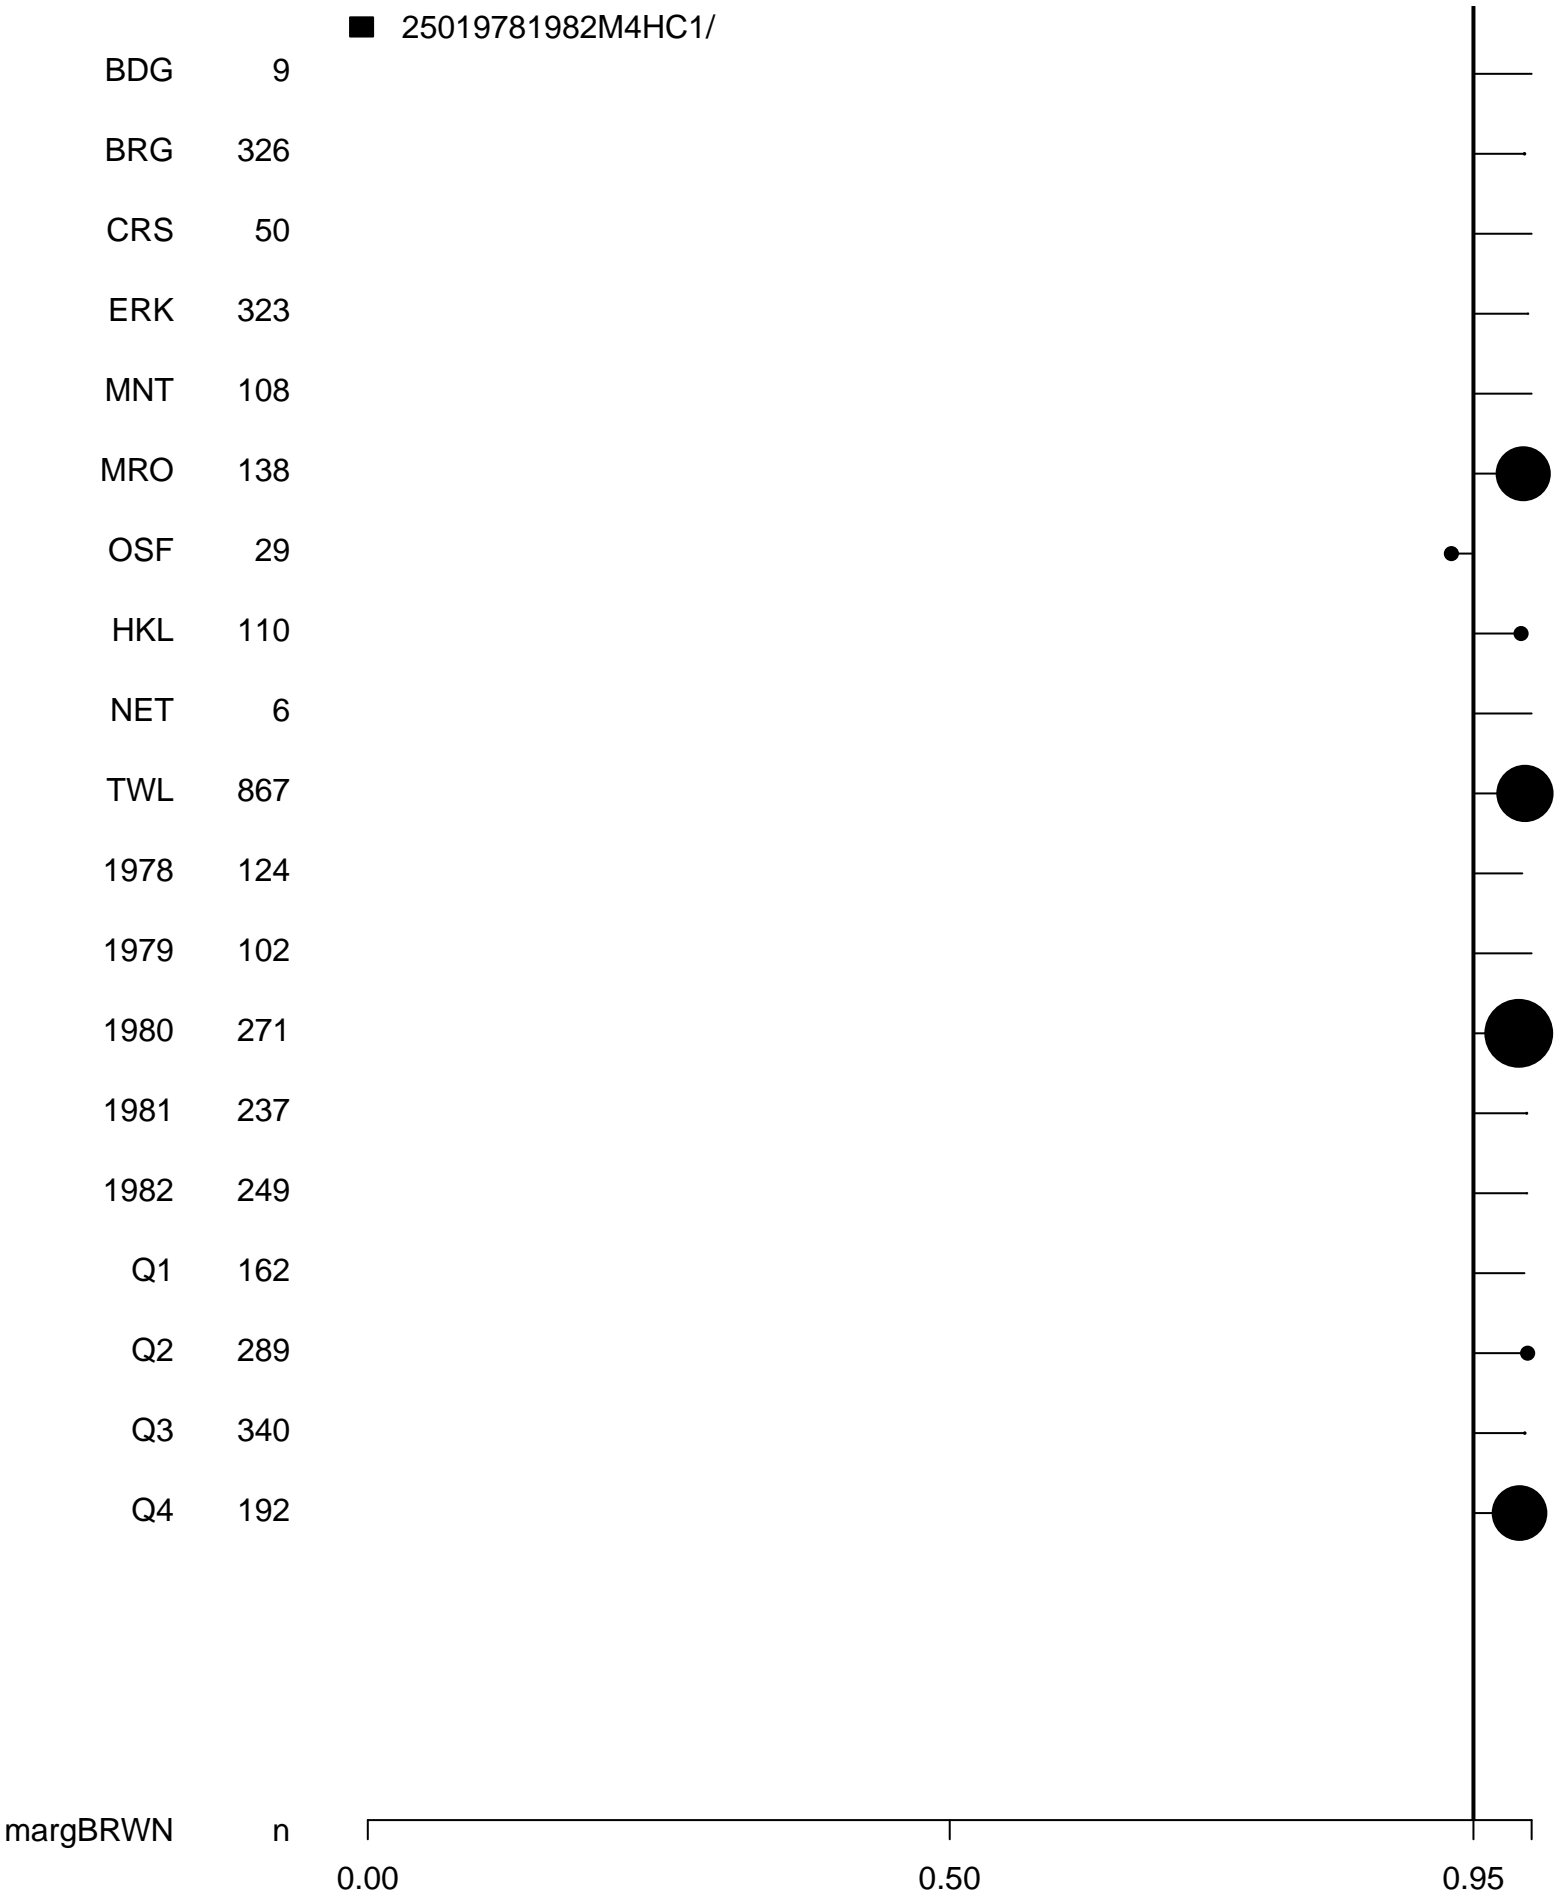 25019781982M4HC1/
BDG 9
BRG 326
CRS 50
ERK 323
MNT 108
MRO 138
OSF 29
HKL 110
NET 6
TWL 867
1978 124
1979 102
1980 271
1981 237
1982 249
Q1 162
Q2 289
Q3 340
Q4 192
margBRWN n
0.00 0.50 0.95